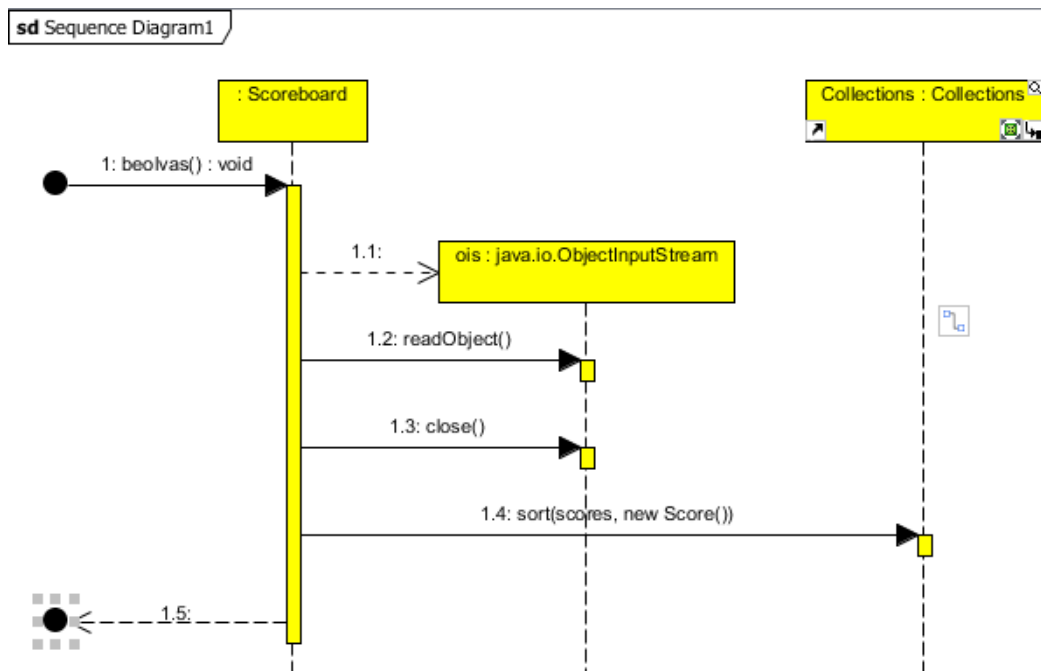 sd Sequence Diagram1
: Scoreboard
Collections : Collections
1: beolvas() : void
1.1:
ois : java.io.ObjectInputStream
1.2: readObject()
1.3: close()
1.4: sort(scores, new Score())
1.5: